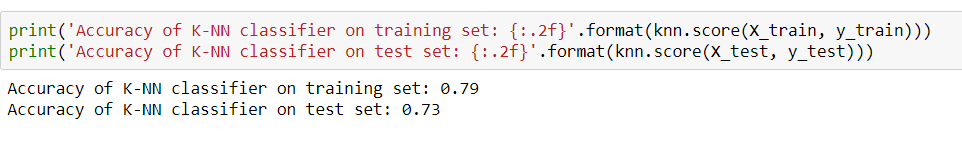 print('Accuracy of K-NN classifier on training set: {:.2f}'.format(knn.score(X_train, y_train)))
print('Accuracy of K-NN classifier on test set: {:.2f}'.format(knn.score(X_test, y_test)))
Accuracy of K-NN classifier on training set: 0.79
Accuracy of K-NN classifier on test set: 0.73